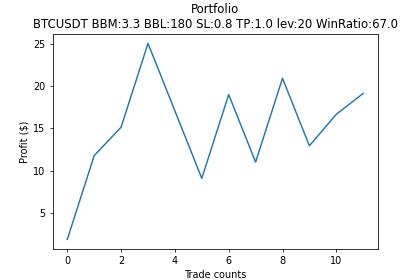 Portfolio
BTCUSDT BBM:3.3 BBL:180 SL:0.8 TP:1.0 lev:20 WinRatio:67.0
25
20
15
10
5
Profit ($)
0 2 4 6 8 10
Trade counts